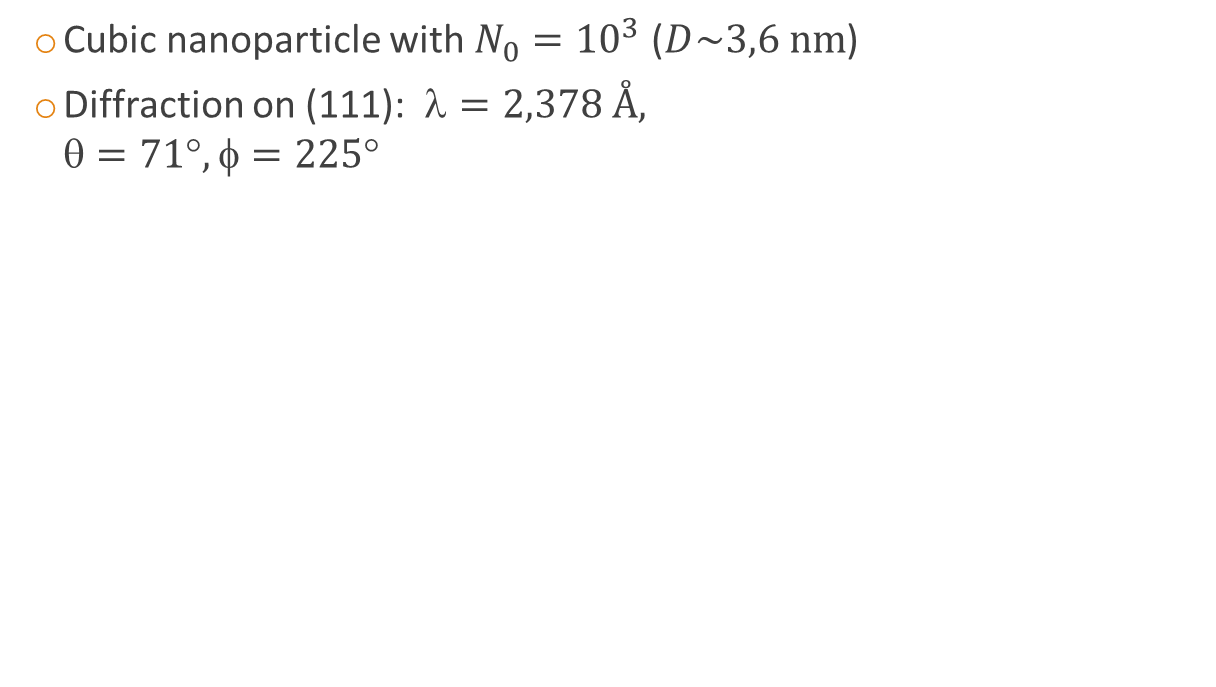 Cubic nanoparticle with N₀ = 10³ (D~3,6 nm)
Diffraction on (111): λ = 2,378 Å,
θ = 71°, ϕ = 225°